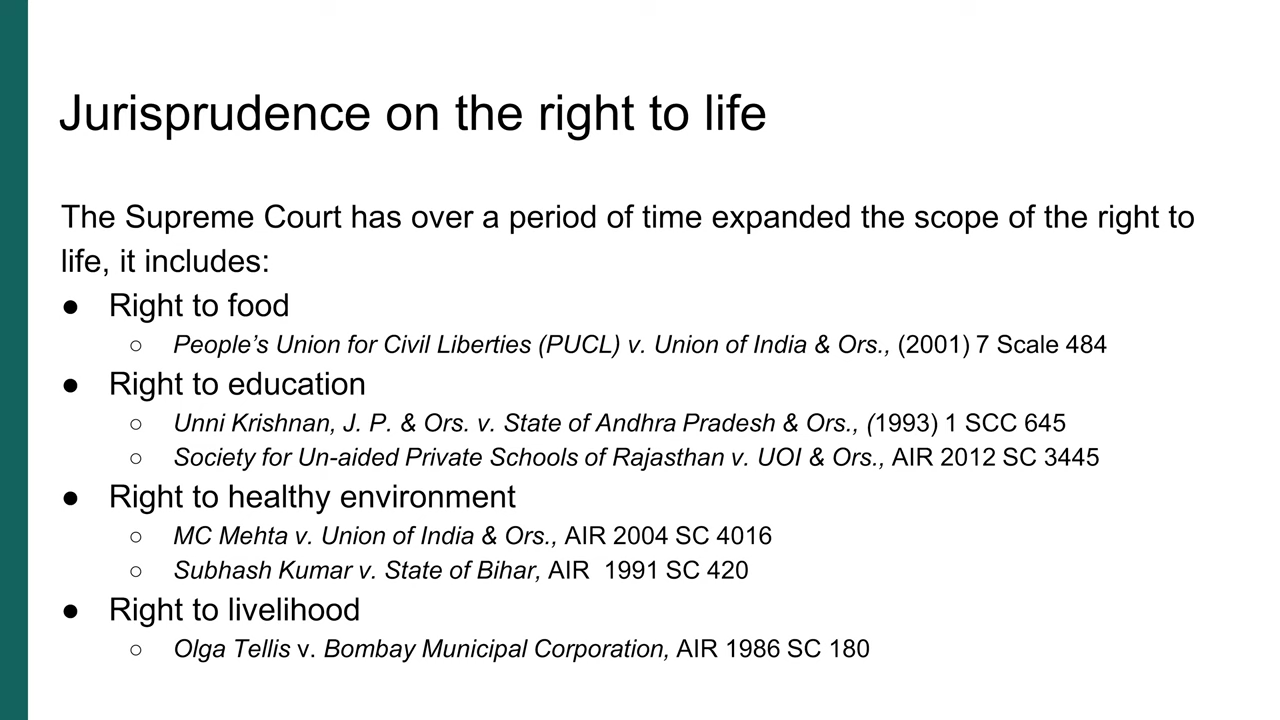 Jurisprudence on the right to life
The Supreme Court has over a period of time expanded the scope of the right to
life, it includes:
● Right to food
○ People’s Union for Civil Liberties (PUCL) v. Union of India & Ors., (2001) 7 Scale 484
● Right to education
○ Unni Krishnan, J. P. & Ors. v. State of Andhra Pradesh & Ors., (1993) 1 SCC 645
○ Society for Un-aided Private Schools of Rajasthan v. UOI & Ors., AIR 2012 SC 3445
● Right to healthy environment
○ MC Mehta v. Union of India & Ors., AIR 2004 SC 4016
○ Subhash Kumar v. State of Bihar, AIR  1991 SC 420
● Right to livelihood
○ Olga Tellis v. Bombay Municipal Corporation, AIR 1986 SC 180